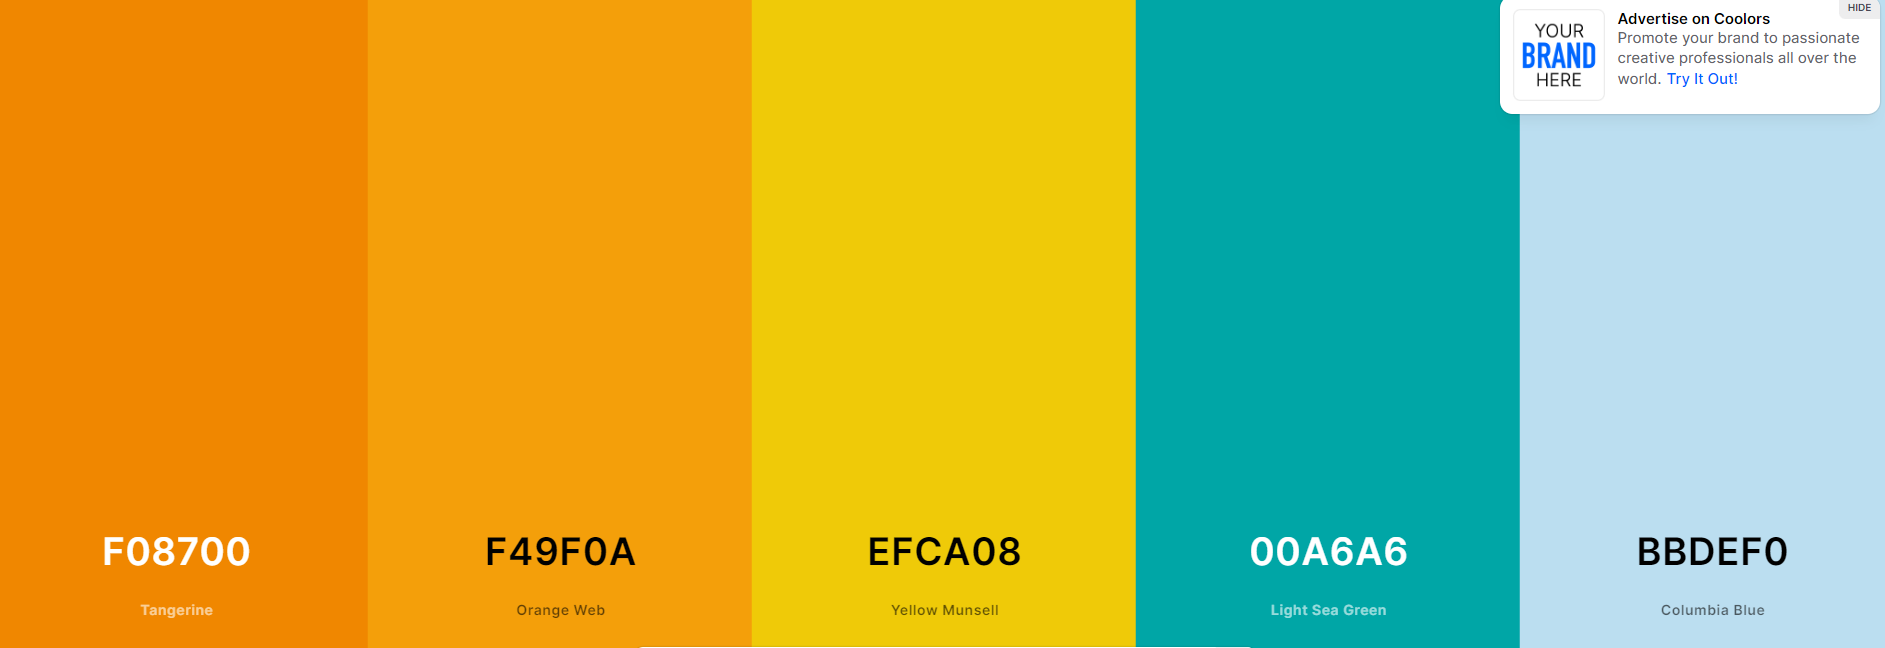 HIDE
YOUR
BRAND
HERE
Advertise on Coolors
Promote your brand to passionate
creative professionals all over the
world. Try It Out!
F08700
Tangerine
F49F0A
Orange Web
EFCA08
Yellow Munsell
00A6A6
Light Sea Green
BBDEF0
Columbia Blue